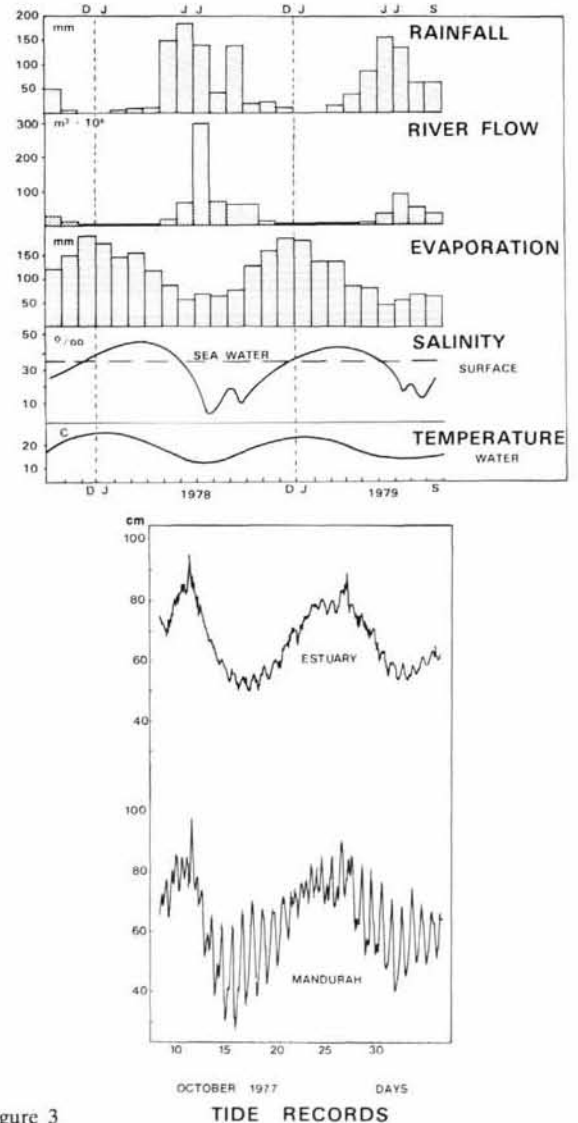 D J J J D J J J S
200 mm RAINFALL
150
100
50
m³ · 10⁶ RIVER FLOW
300
200
100
mm EVAPORATION
150
100
50
50 ‰ SALINITY
SEA WATER SURFACE
30
10
C TEMPERATURE
20 WATER
10
D J 1978 D J 1979 S
cm
100
80
60 ESTUARY
40
100
80
60
MANDURAH
40
10 15 20 25 30
OCTOBER 1977 DAYS
gure 3 TIDE RECORDS